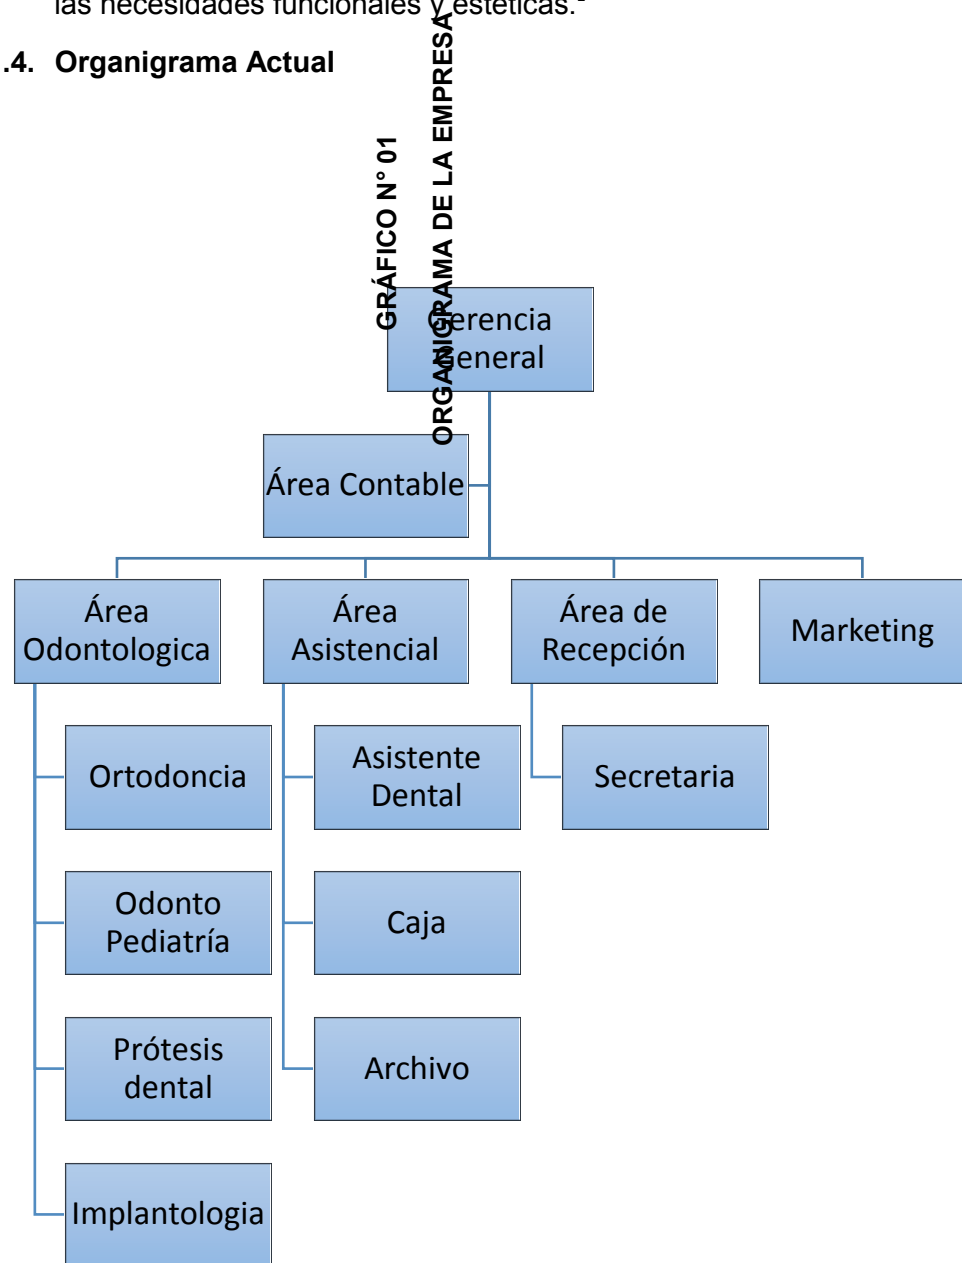 las necesidades funcionales y estéticas.
.4. Organigrama Actual
GRÁFICO N° 01
ORGANIGRAMA DE LA EMPRESA
Gerencia
General
Área Contable
Área
Odontologica
Área
Asistencial
Área de
Recepción
Marketing
Ortodoncia
Asistente
Dental
Secretaria
Odonto
Pediatría
Caja
Prótesis
dental
Archivo
Implantologia